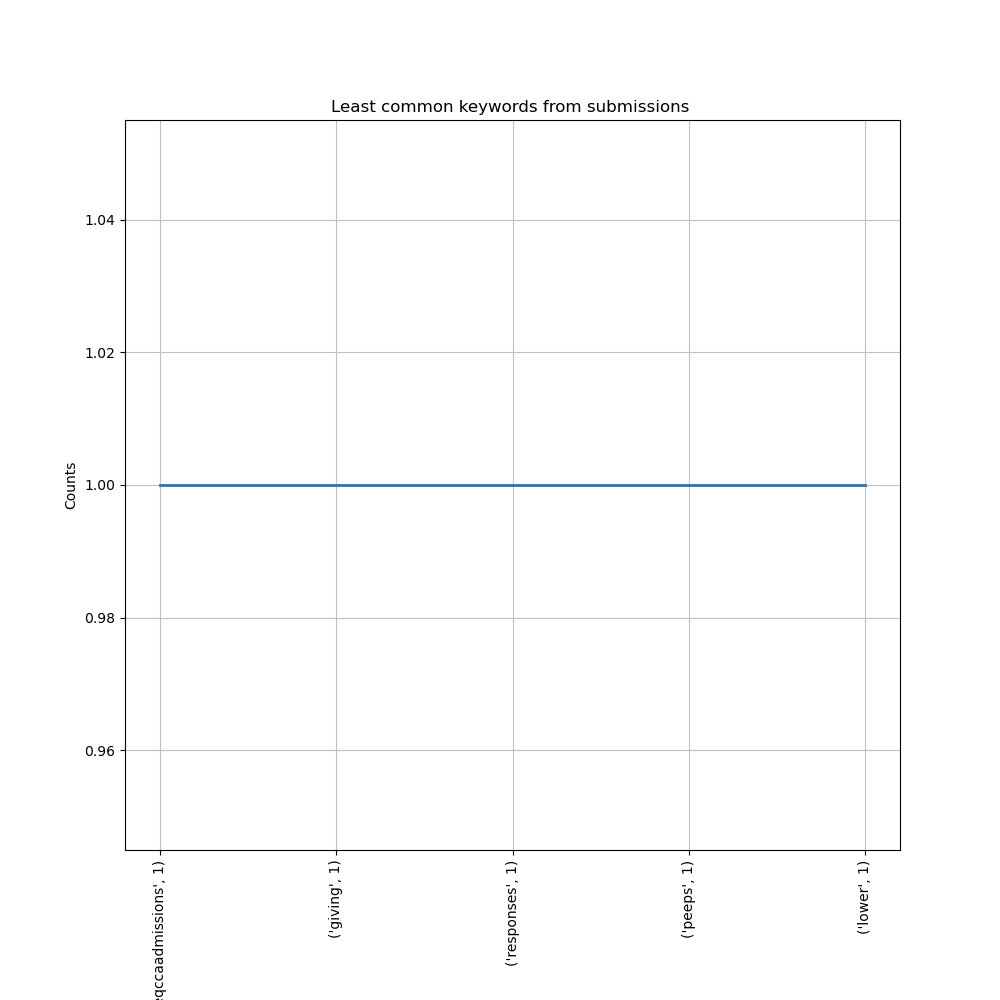 Least common keywords from submissions
1.04
1.02
1.00
0.98
0.96
Counts
('giving', 1)
('responses', 1)
('peeps', 1)
('lower', 1)